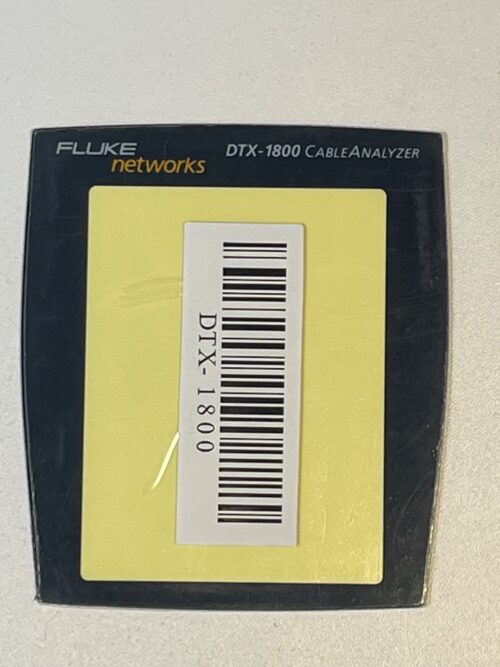 FLUKE
networks
DTX-1800 CABLEANALYZER
DTX-1800